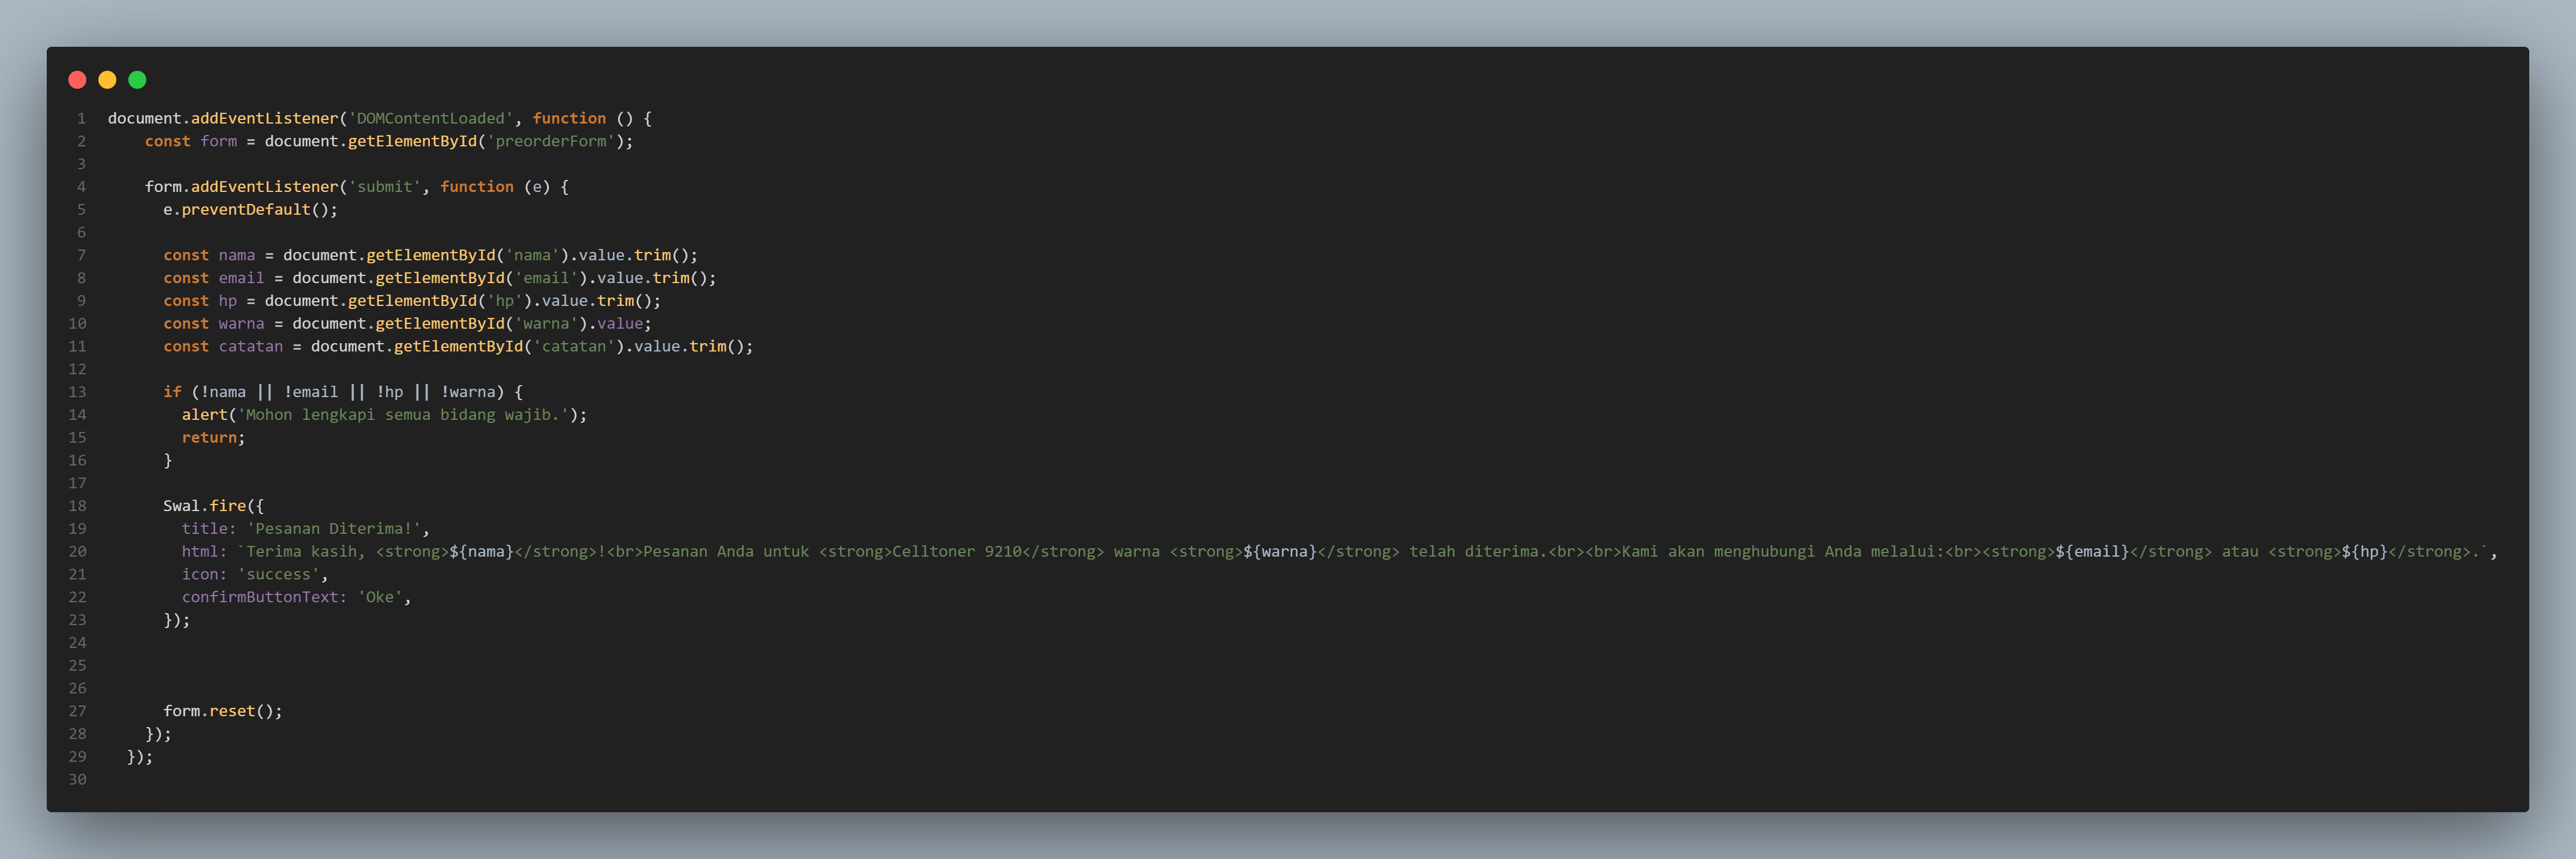 1 document.addEventListener('DOMContentLoaded', function () {
2     const form = document.getElementById('preorderForm');
3
4     form.addEventListener('submit', function (e) {
5       e.preventDefault();
6
7       const nama = document.getElementById('nama').value.trim();
8       const email = document.getElementById('email').value.trim();
9       const hp = document.getElementById('hp').value.trim();
10       const warna = document.getElementById('warna').value;
11       const catatan = document.getElementById('catatan').value.trim();
12
13       if (!nama || !email || !hp || !warna) {
14         alert('Mohon lengkapi semua bidang wajib.');
15         return;
16       }
17
18       Swal.fire({
19         title: 'Pesanan Diterima!',
20         html: `Terima kasih, <strong>${nama}</strong>!<br>Pesanan Anda untuk <strong>Celltoner 9210</strong> warna <strong>${warna}</strong> telah diterima.<br><br>Kami akan menghubungi Anda melalui:<br><strong>${email}</strong> atau <strong>${hp}</strong>.`,
21         icon: 'success',
22         confirmButtonText: 'Oke',
23       });
24
25
26
27       form.reset();
28     });
29   });
30